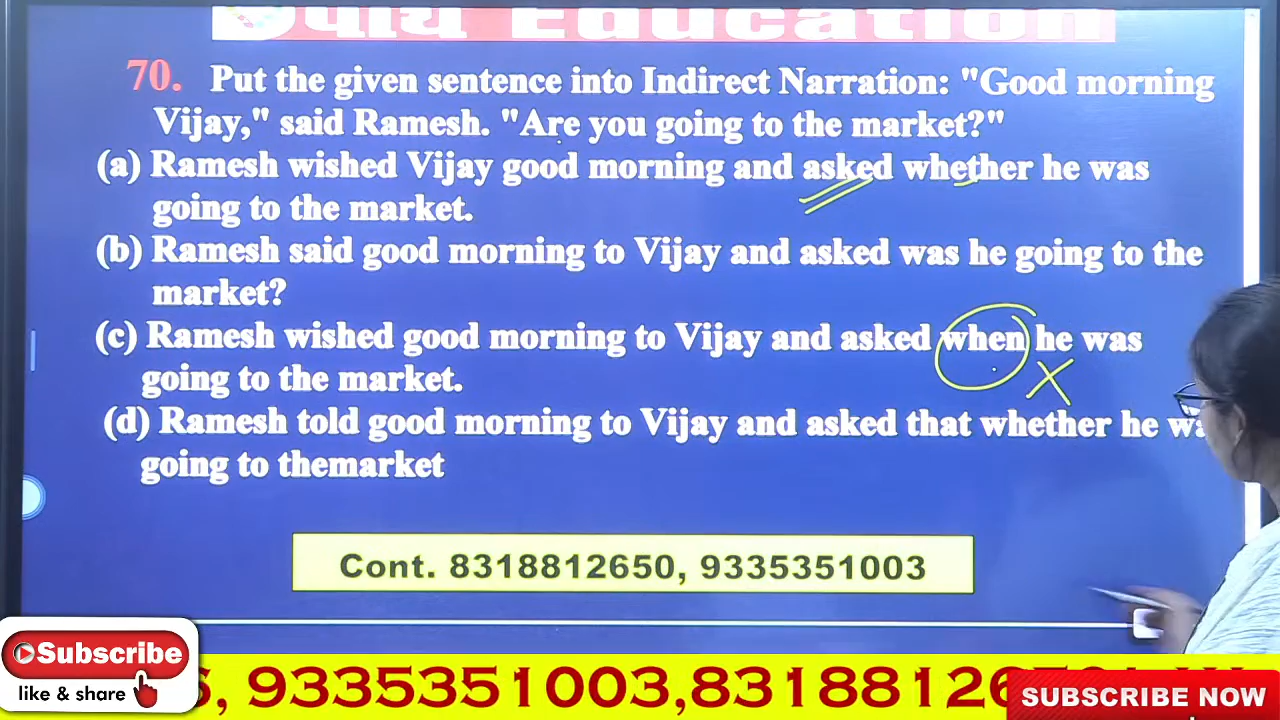 Education
70. Put the given sentence into Indirect Narration: "Good morning
Vijay," said Ramesh. "Are you going to the market?"
(a) Ramesh wished Vijay good morning and asked whether he was
going to the market.
(b) Ramesh said good morning to Vijay and asked was he going to the
market?
(c) Ramesh wished good morning to Vijay and asked when he was
going to the market.
(d) Ramesh told good morning to Vijay and asked that whether he
going to themarket
Cont. 8318812650, 9335351003
Subscribe
like & share
, 9335351003,8318812
SUBSCRIBE NOW